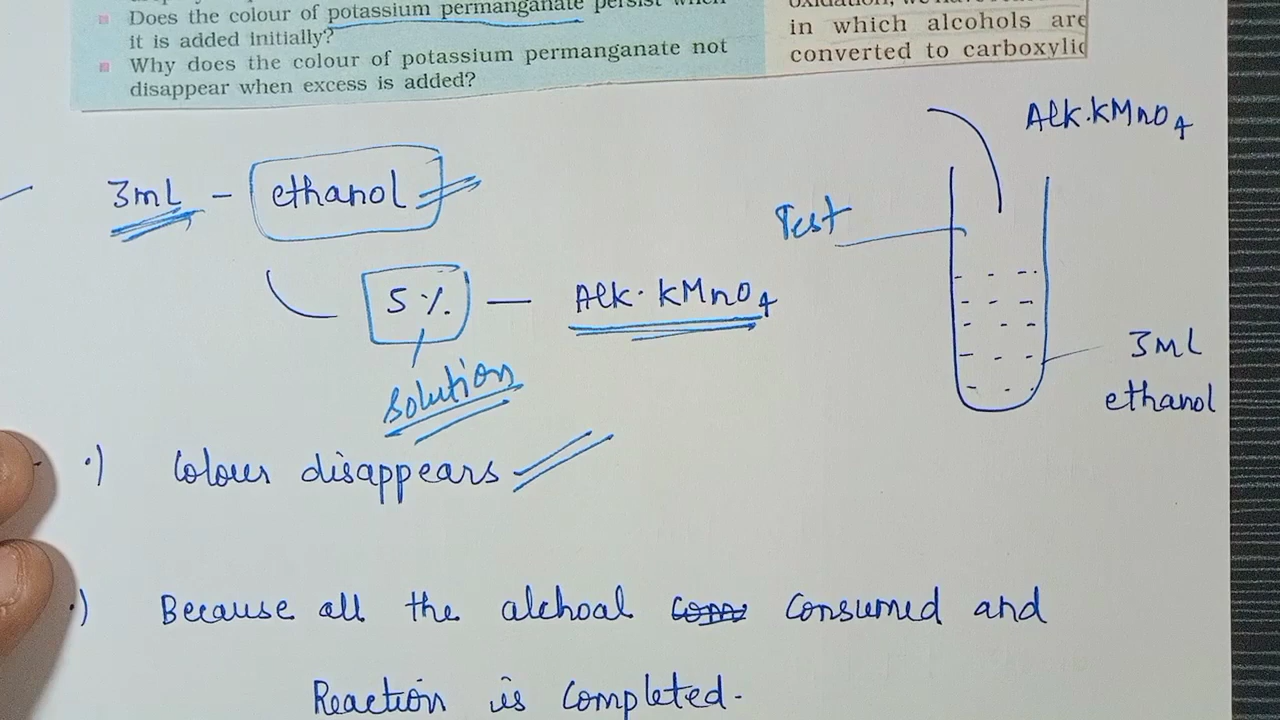 Does the colour of potassium permanganate persist when
it is added initially?
Why does the colour of potassium permanganate not
disappear when excess is added?
in which alcohols are
converted to carboxylic
3mL - ethanol
5% - Alk. KMnO4
Solution
Alk. KMnO4
Test
3mL
ethanol
•) Colour disappears
•) Because all the alchoal consumed and
Reaction is completed.